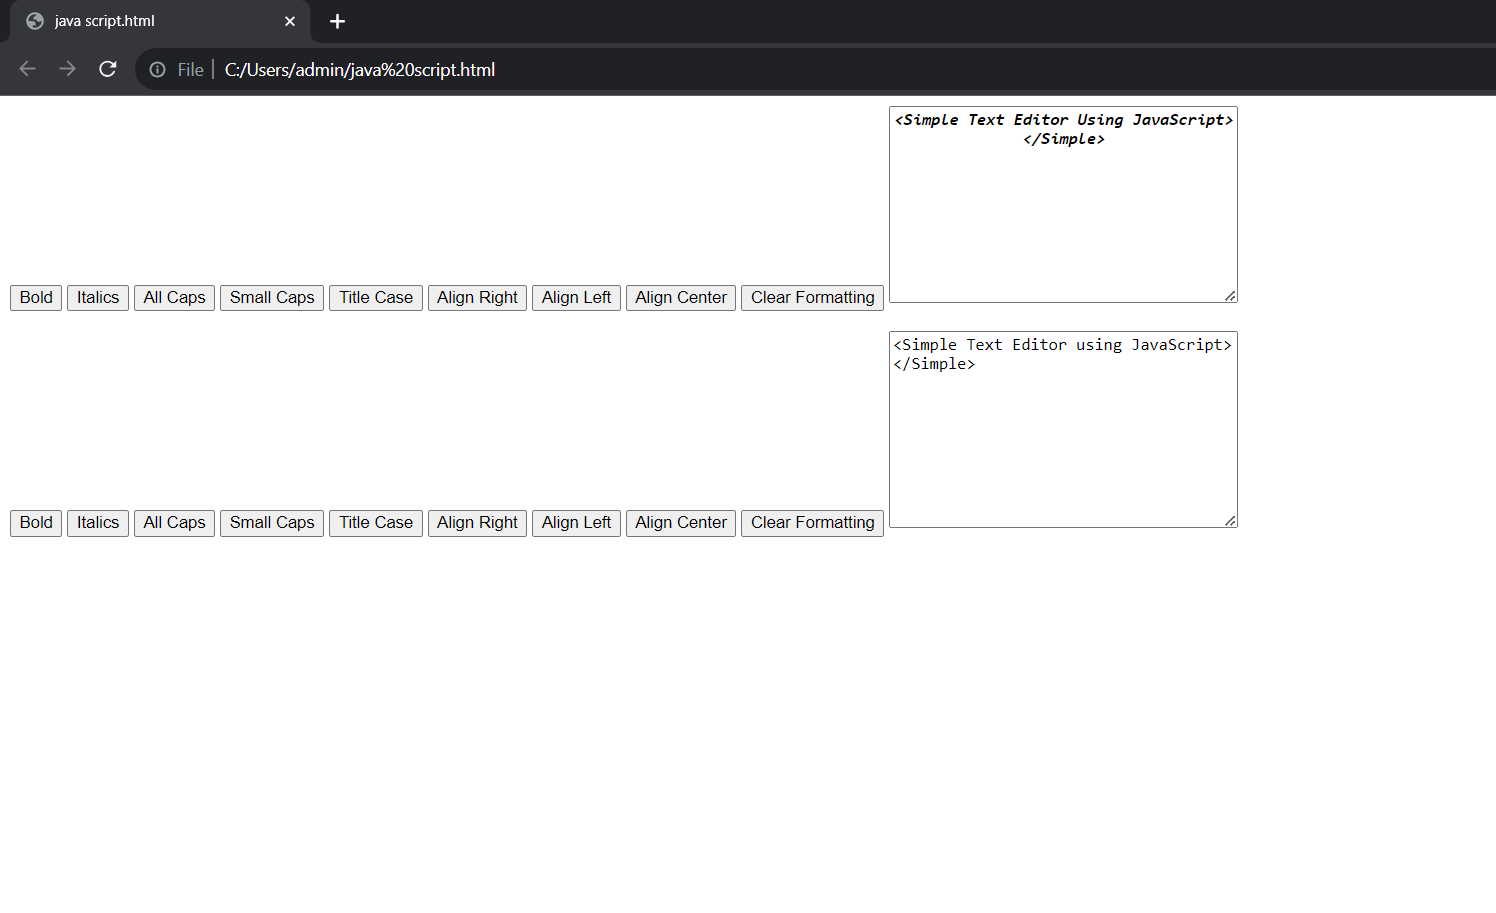 java script.html
File C:/Users/admin/java%20script.html
<Simple Text Editor Using JavaScript>
</Simple>
Bold Italics All Caps Small Caps Title Case Align Right Align Left Align Center Clear Formatting
<Simple Text Editor using JavaScript>
</Simple>
Bold Italics All Caps Small Caps Title Case Align Right Align Left Align Center Clear Formatting